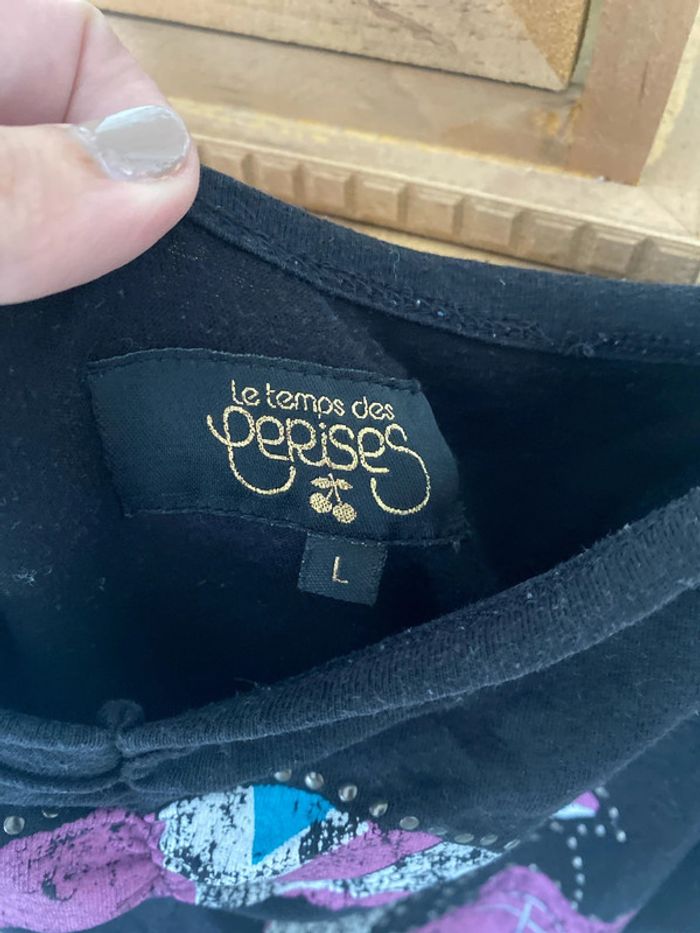 Le temps des
Cerises
L